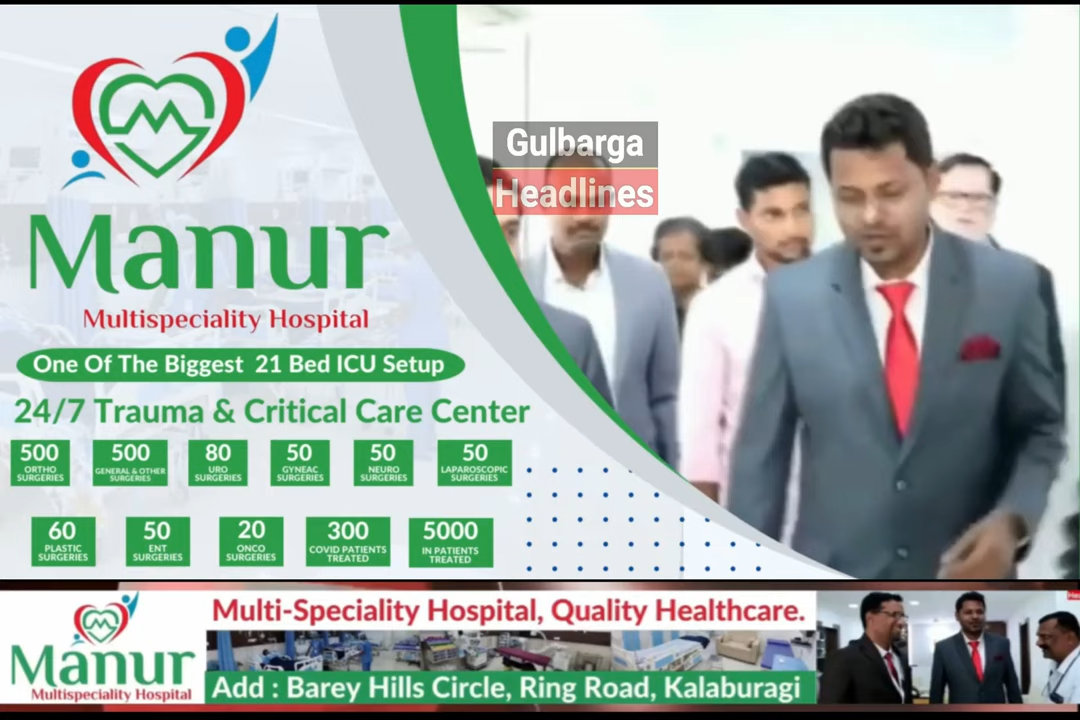 Gulbarga
Headlines
Manur
Multispeciality Hospital
One Of The Biggest 21 Bed ICU Setup
24/7 Trauma & Critical Care Center
500
ORTHO
SURGERIES
500
GENERAL & OTHER
SURGERIES
80
URO
SURGERIES
50
GYNEAC
SURGERIES
50
NEURO
SURGERIES
50
LAPAROSCOPIC
SURGERIES
60
PLASTIC
SURGERIES
50
ENT
SURGERIES
20
ONCO
SURGERIES
300
COVID PATIENTS
TREATED
5000
IN PATIENTS
TREATED
Manur
Multispeciality Hospital
Multi-Speciality Hospital, Quality Healthcare.
Add : Barey Hills Circle, Ring Road, Kalaburagi